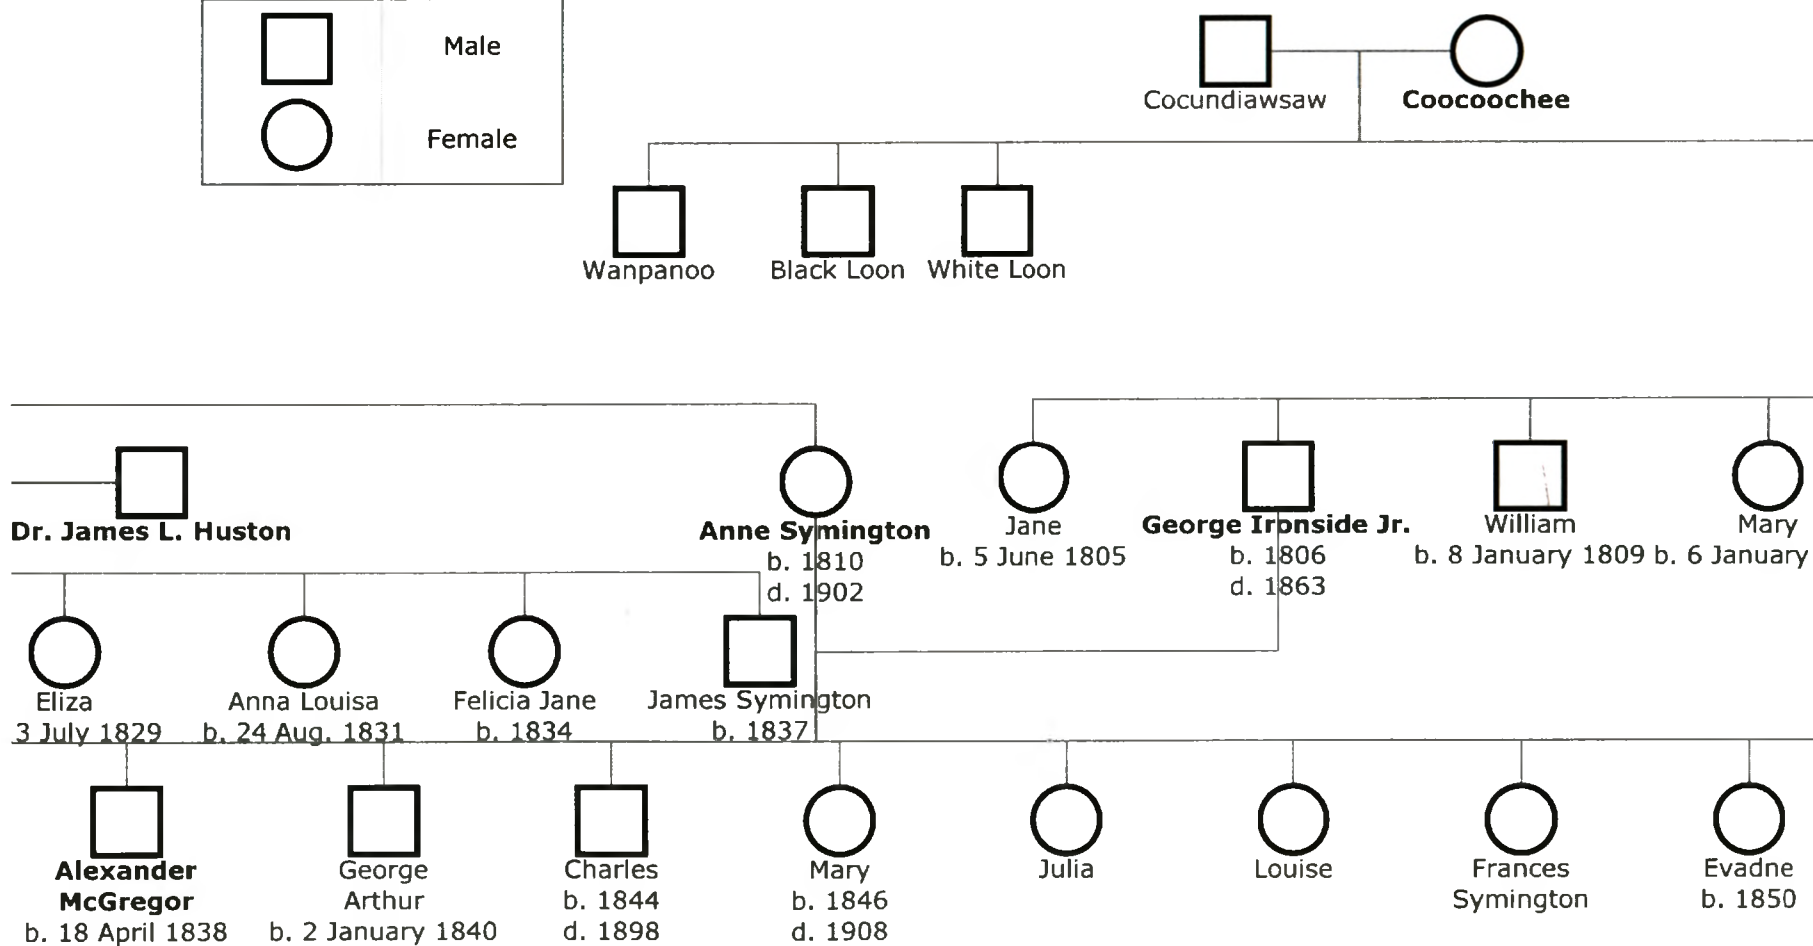 Male
Female
Cocundiawsaw
Coocoochee
Wanpanoo
Black Loon
White Loon
Dr. James L. Huston
Anne Symington
b. 1810
d. 1902
Jane
b. 5 June 1805
George Ironside Jr.
b. 1806
d. 1863
William
b. 8 January 1809
Mary
b. 6 January
Eliza
3 July 1829
Anna Louisa
b. 24 Aug. 1831
Felicia Jane
b. 1834
James Symington
b. 1837
Alexander
McGregor
b. 18 April 1838
George
Arthur
b. 2 January 1840
Charles
b. 1844
d. 1898
Mary
b. 1846
d. 1908
Julia
Louise
Frances
Symington
Evadne
b. 1850